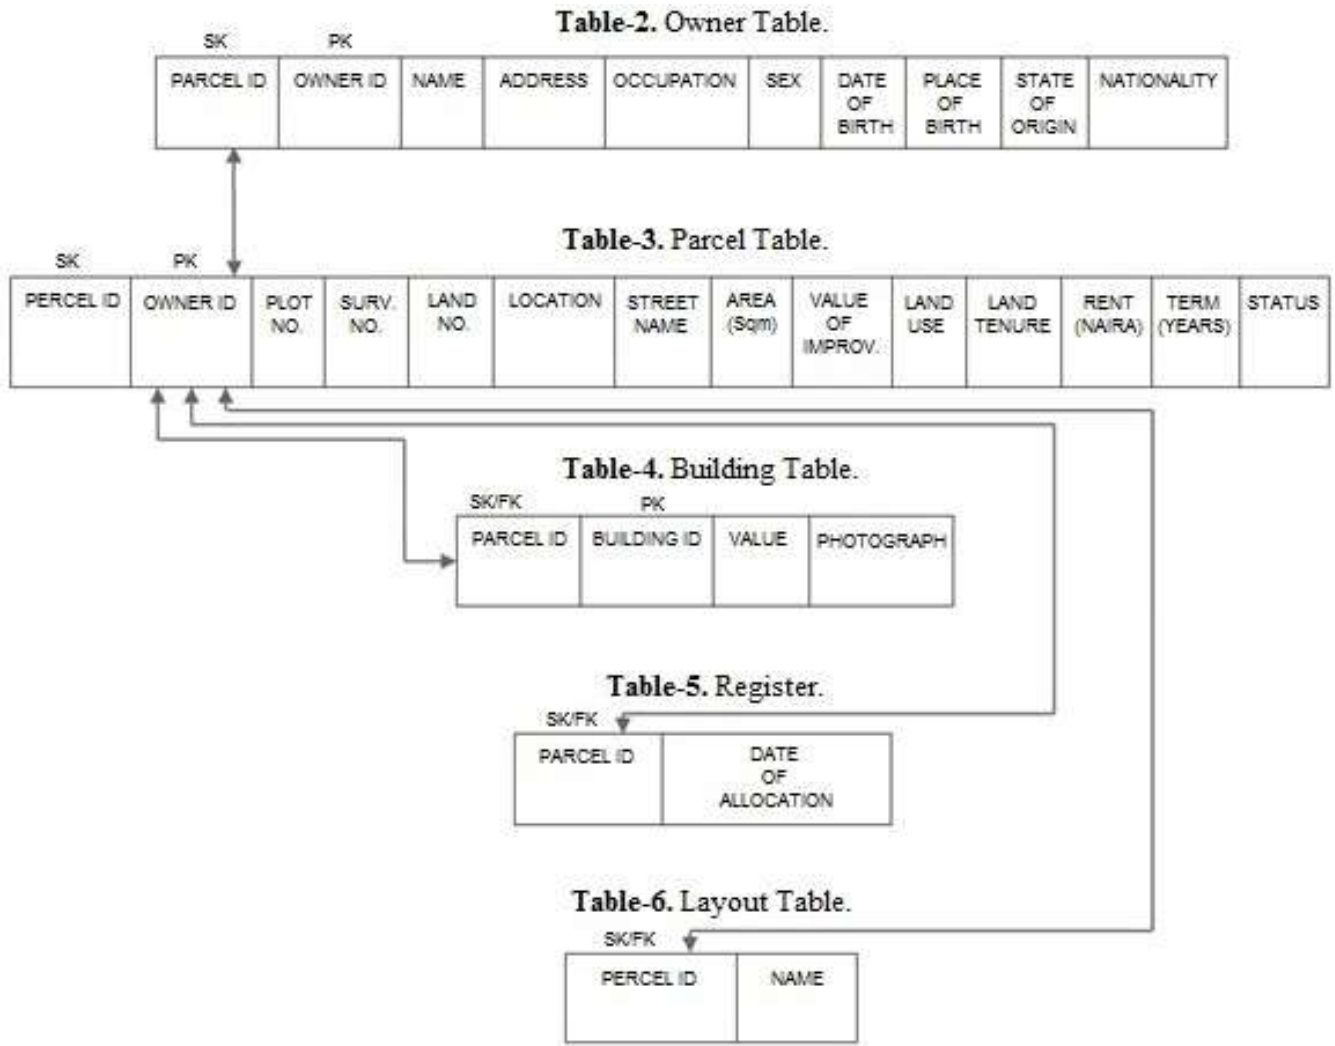 Table-2. Owner Table.
SK PK
PARCEL ID OWNER ID NAME ADDRESS OCCUPATION SEX DATE OF BIRTH PLACE OF BIRTH STATE OF ORIGIN NATIONALITY
Table-3. Parcel Table.
SK PK
PERCEL ID OWNER ID PLOT NO. SURV. NO. LAND NO. LOCATION STREET NAME AREA (Sqm) VALUE OF IMPROV. LAND USE LAND TENURE RENT (NAIRA) TERM (YEARS) STATUS
Table-4. Building Table.
SK/FK PK
PARCEL ID BUILDING ID VALUE PHOTOGRAPH
Table-5. Register.
SK/FK
PARCEL ID DATE OF ALLOCATION
Table-6. Layout Table.
SK/FK
PERCEL ID NAME